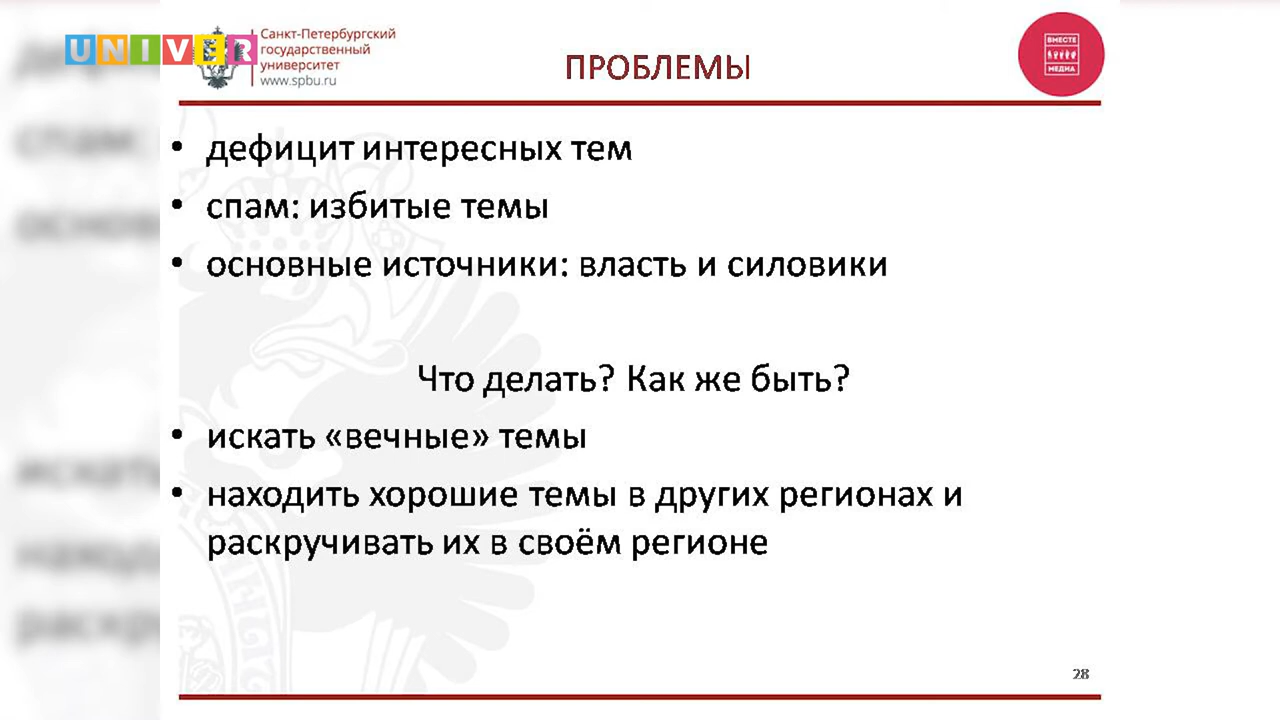 UNIVER
Санкт-Петербургский
государственный
университет
www.spbu.ru
ПРОБЛЕМЫ
ВМЕСТЕ
МЕДИА
• дефицит интересных тем
• спам: избитые темы
• основные источники: власть и силовики
Что делать? Как же быть?
• искать «вечные» темы
• находить хорошие темы в других регионах и
раскручивать их в своём регионе
28